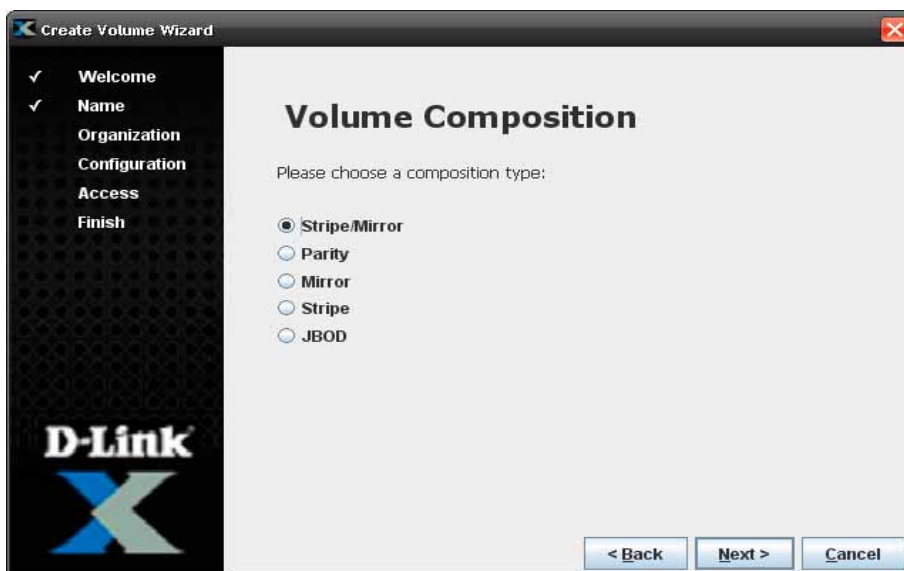 Create Volume Wizard
✓ Welcome
✓ Name
Organization
Configuration
Access
Finish
D-Link
Volume Composition
Please choose a composition type:
Stripe/Mirror
Parity
Mirror
Stripe
JBOD
< Back
Next >
Cancel